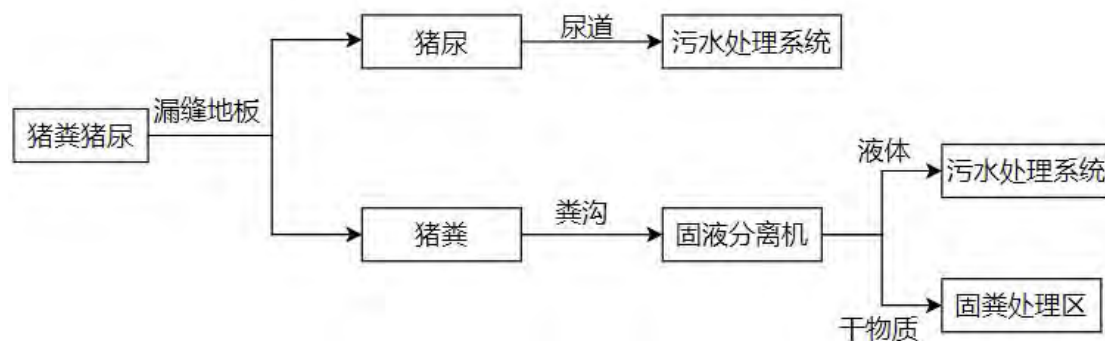 猪尿
尿道
污水处理系统
漏缝地板
猪粪猪尿
液体
污水处理系统
猪粪
粪沟
固液分离机
固粪处理区
干物质